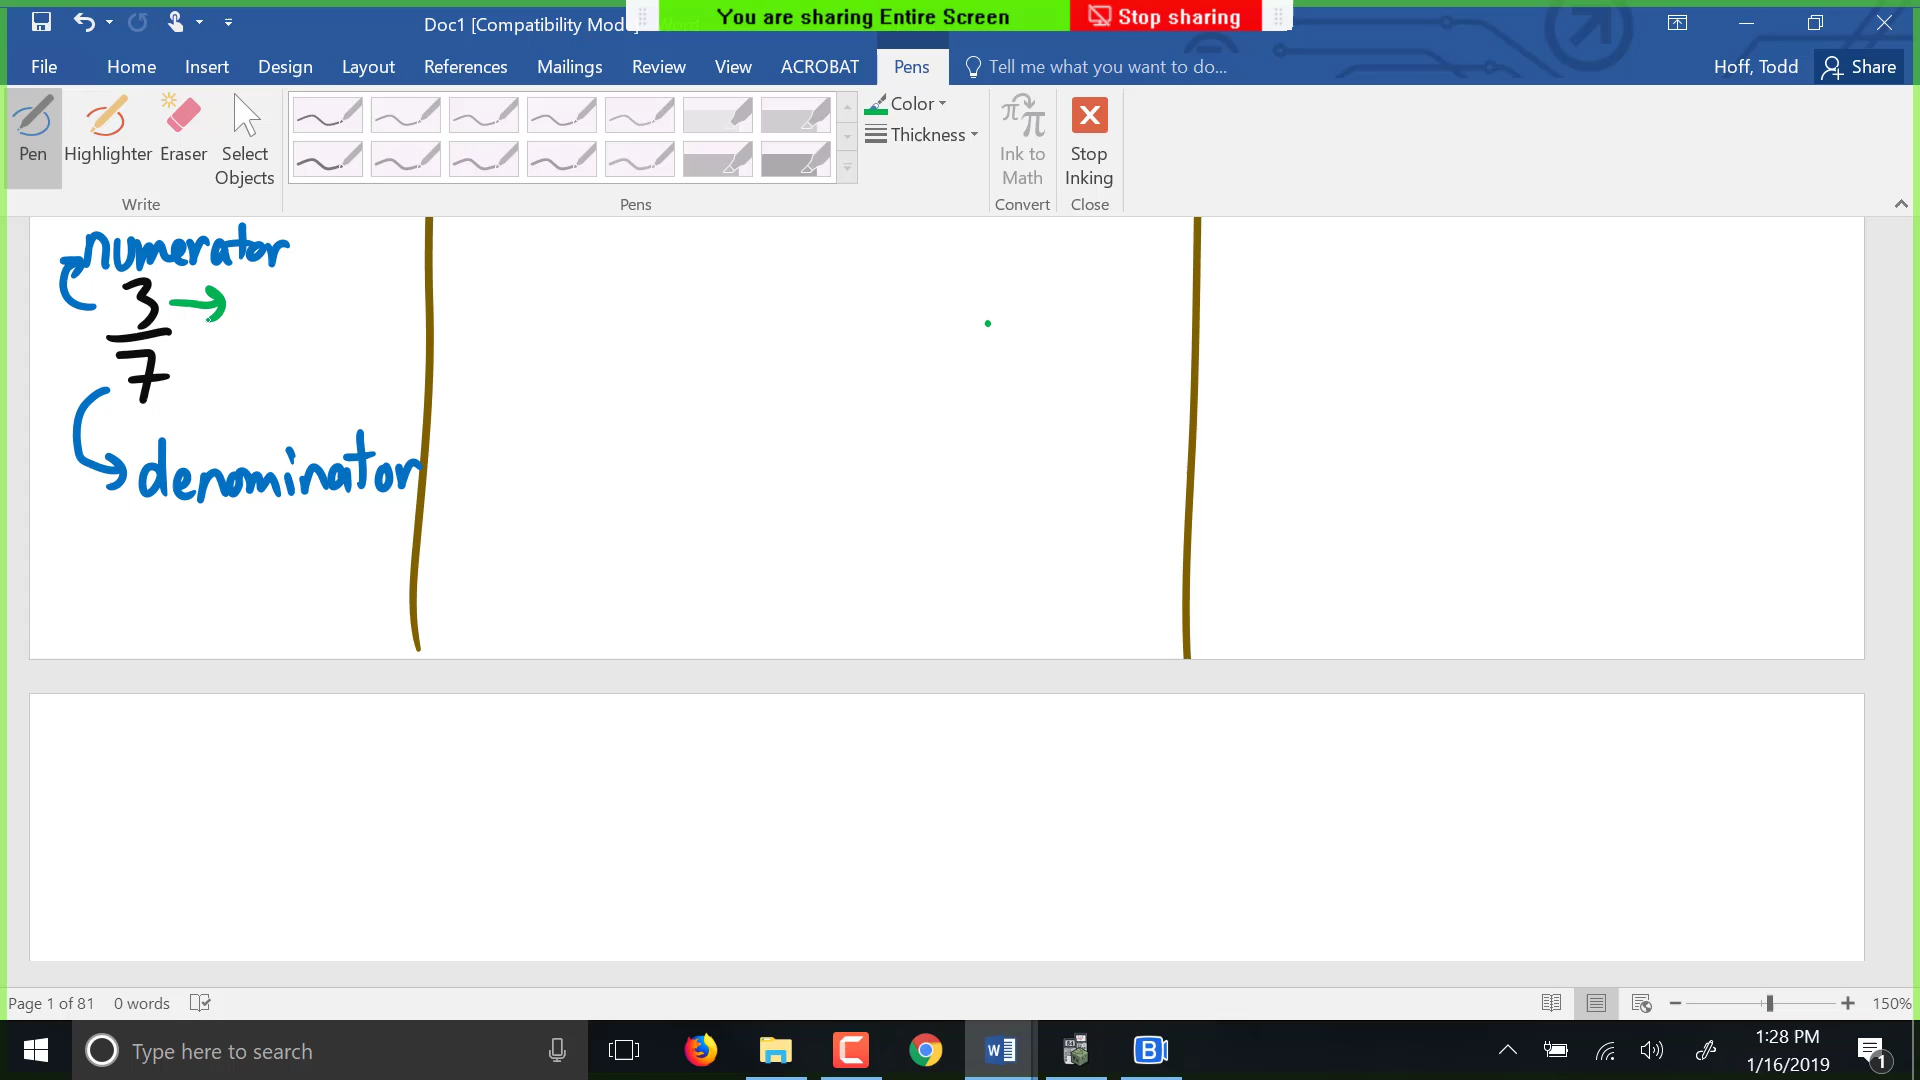 Doc1 [Compatibility Mod
You are sharing Entire Screen
Stop sharing
File Home Insert Design Layout References Mailings Review View ACROBAT Pens Tell me what you want to do... Hoff, Todd Share
Pen Highlighter Eraser Select Objects
Color
Thickness
Ink to Math
Stop Inking
Write Pens Convert Close
numerator
3
7
denominator
Page 1 of 81 0 words 150%
Type here to search
1:28 PM
1/16/2019
1